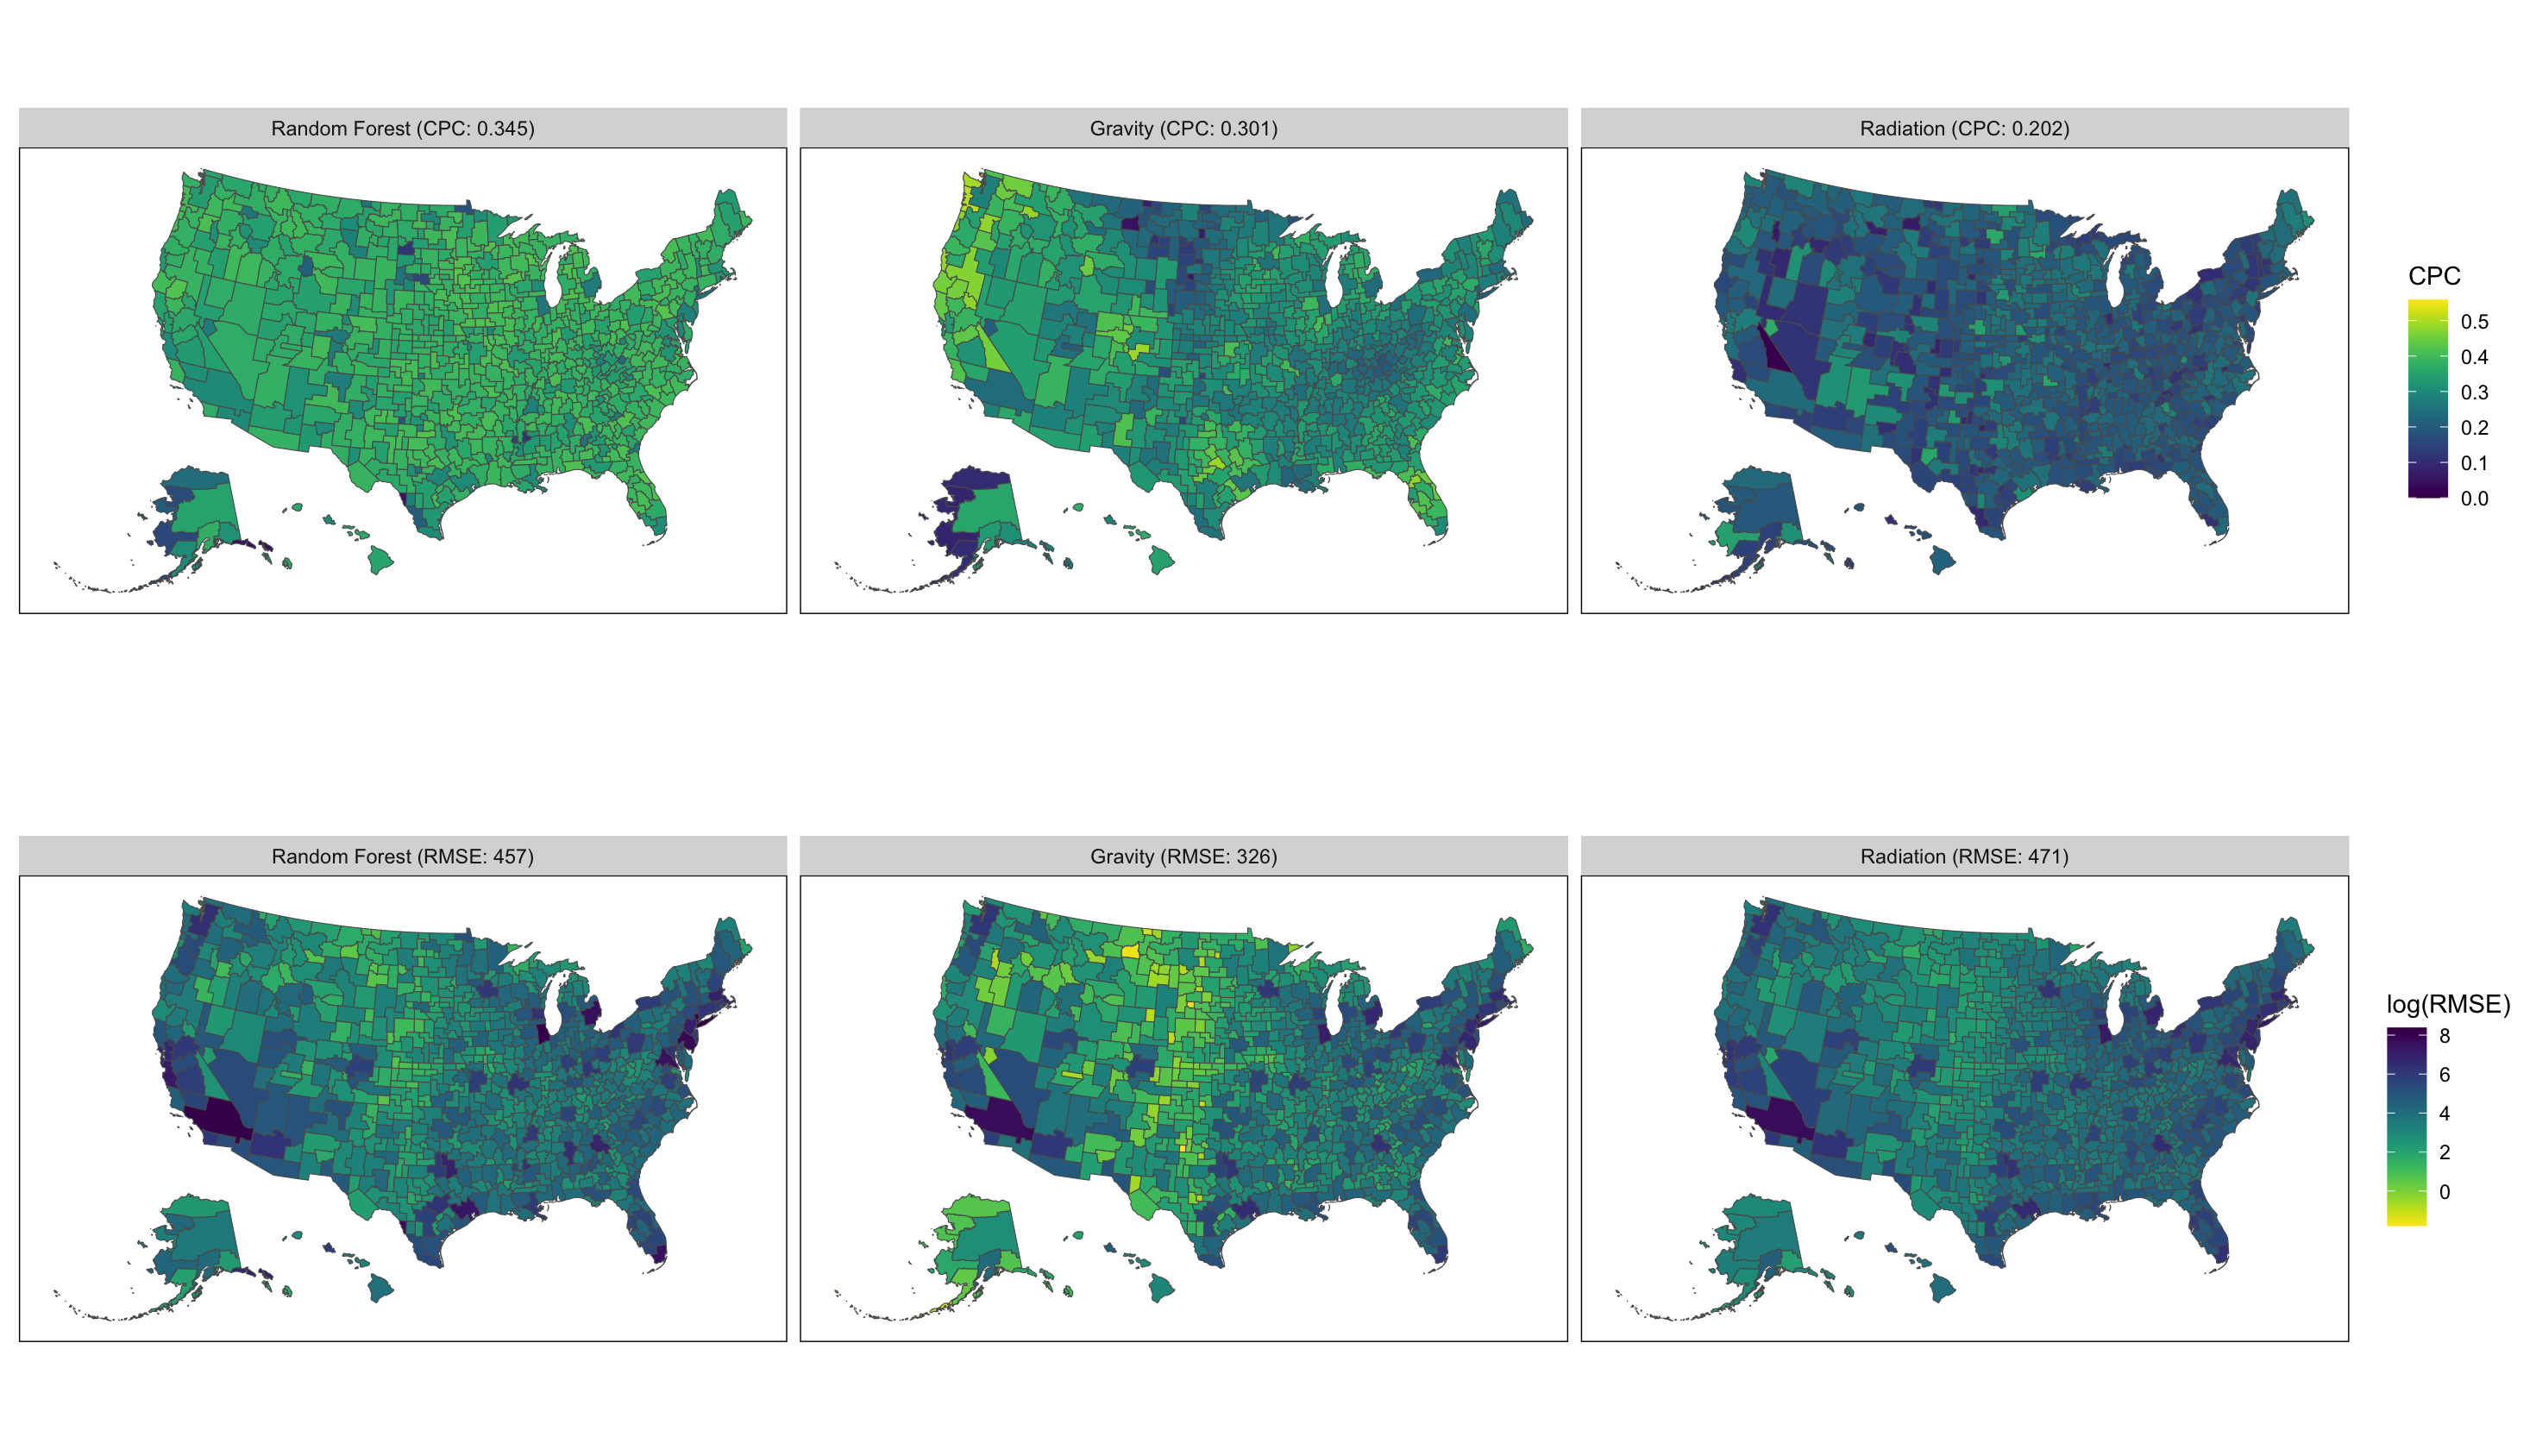 Random Forest (CPC: 0.345)
Gravity (CPC: 0.301)
Radiation (CPC: 0.202)
CPC
0.5
0.4
0.3
0.2
0.1
0.0
Random Forest (RMSE: 457)
Gravity (RMSE: 326)
Radiation (RMSE: 471)
log(RMSE)
8
6
4
2
0